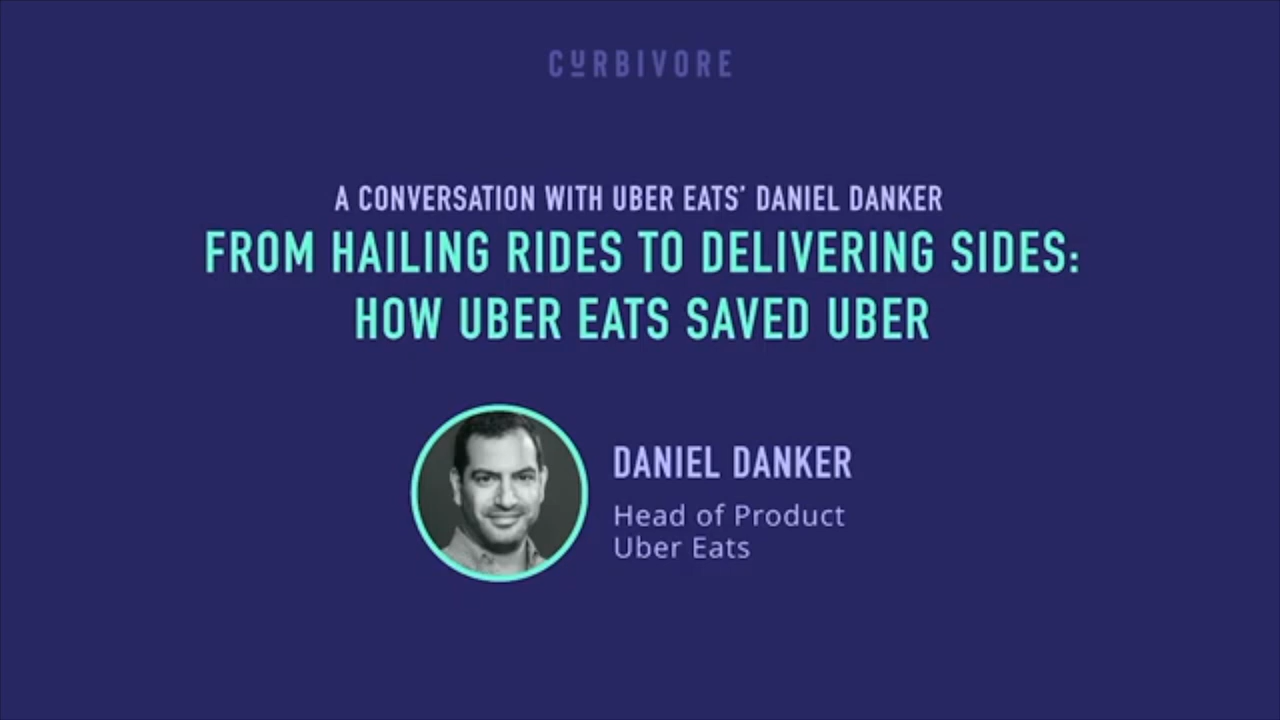 CURBIVORE
A CONVERSATION WITH UBER EATS' DANIEL DANKER
FROM HAILING RIDES TO DELIVERING SIDES:
HOW UBER EATS SAVED UBER
DANIEL DANKER
Head of Product
Uber Eats